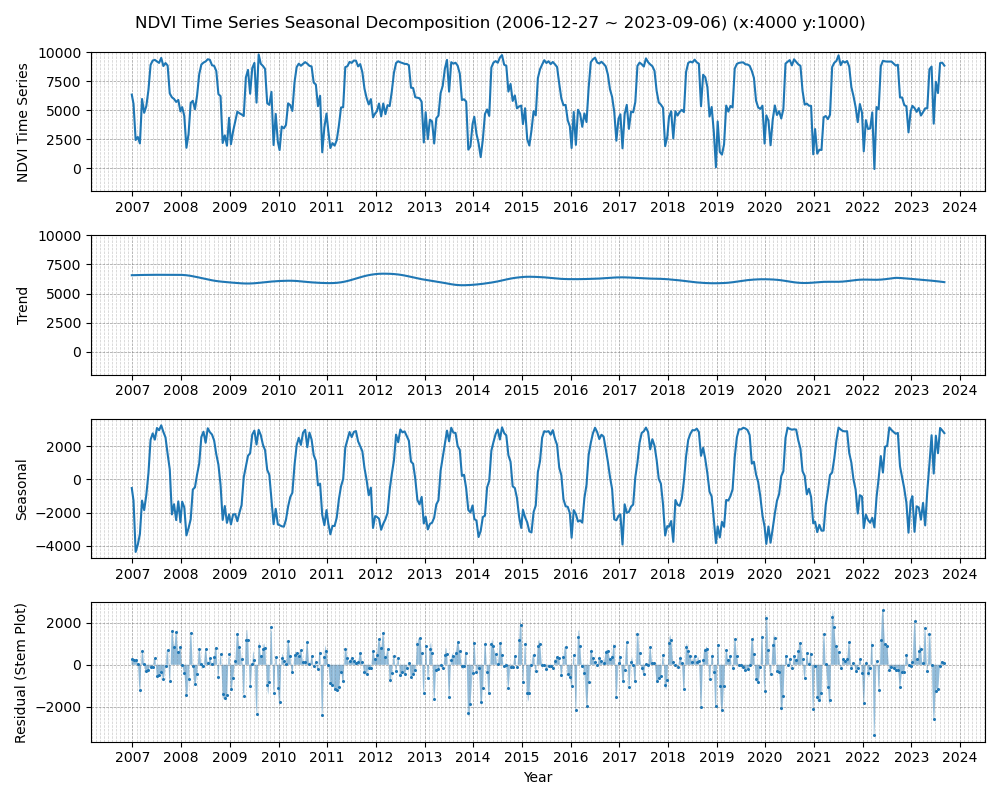 NDVI Time Series Seasonal Decomposition (2006-12-27 ~ 2023-09-06) (x:4000 y:1000)
NDVI Time Series
10000
7500
5000
2500
0
2007 2008 2009 2010 2011 2012 2013 2014 2015 2016 2017 2018 2019 2020 2021 2022 2023 2024
Trend
10000
7500
5000
2500
0
2007 2008 2009 2010 2011 2012 2013 2014 2015 2016 2017 2018 2019 2020 2021 2022 2023 2024
Seasonal
2000
0
−2000
−4000
2007 2008 2009 2010 2011 2012 2013 2014 2015 2016 2017 2018 2019 2020 2021 2022 2023 2024
Residual (Stem Plot)
2000
0
−2000
2007 2008 2009 2010 2011 2012 2013 2014 2015 2016 2017 2018 2019 2020 2021 2022 2023 2024
Year